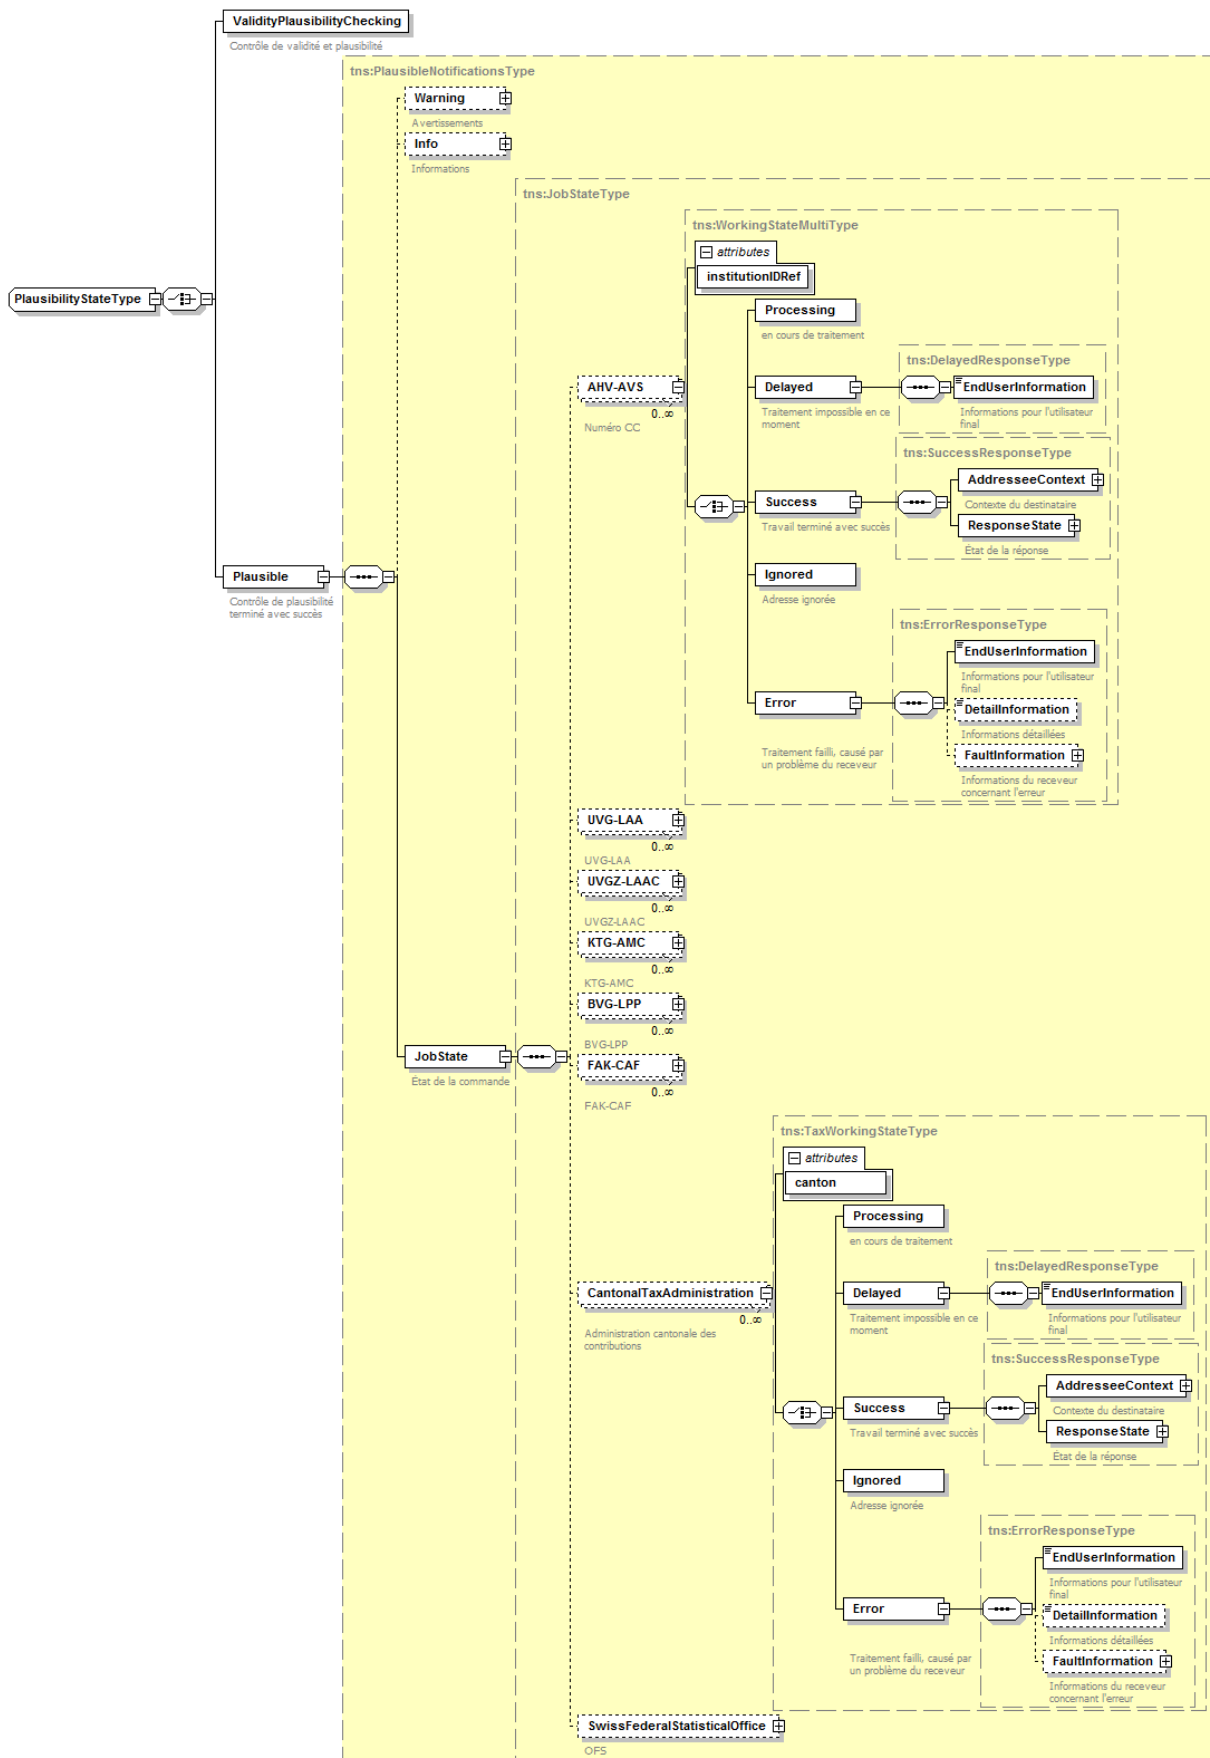 ValidityPlausibilityChecking
Contrôle de validité et plausibilité
tns:PlausibleNotificationsType
Warning
Avertissements
Info
Informations
tns:JobStateType
tns:WorkingStateMultiType
attributes
institutionIDRef
PlausibilityStateType
Processing
en cours de traitement
tns:DelayedResponseType
AHV-AVS
0..∞
Numéro CC
Delayed
Traitement impossible en ce
moment
EndUserInformation
Informations pour l'utilisateur
final
tns:SuccessResponseType
AddresseeContext
Contexte du destinataire
Success
Travail terminé avec succès
ResponseState
État de la réponse
Plausible
Contrôle de plausibilité
terminé avec succès
Ignored
Adresse ignorée
tns:ErrorResponseType
EndUserInformation
Informations pour l'utilisateur
final
Error
Traitement failli, causé par
un problème du receveur
DetailInformation
Informations détaillées
FaultInformation
Informations du receveur
concernant l'erreur
UVG-LAA
0..∞
UVG-LAA
UVGZ-LAAC
0..∞
UVGZ-LAAC
KTG-AMC
0..∞
KTG-AMC
BVG-LPP
0..∞
BVG-LPP
JobState
État de la commande
FAK-CAF
0..∞
FAK-CAF
tns:TaxWorkingStateType
attributes
canton
Processing
en cours de traitement
tns:DelayedResponseType
CantonalTaxAdministration
0..∞
Administration cantonale des
contributions
Delayed
Traitement impossible en ce
moment
EndUserInformation
Informations pour l'utilisateur
final
tns:SuccessResponseType
AddresseeContext
Contexte du destinataire
Success
Travail terminé avec succès
ResponseState
État de la réponse
Ignored
Adresse ignorée
tns:ErrorResponseType
EndUserInformation
Informations pour l'utilisateur
final
Error
Traitement failli, causé par
un problème du receveur
DetailInformation
Informations détaillées
FaultInformation
Informations du receveur
concernant l'erreur
SwissFederalStatisticalOffice
OFS